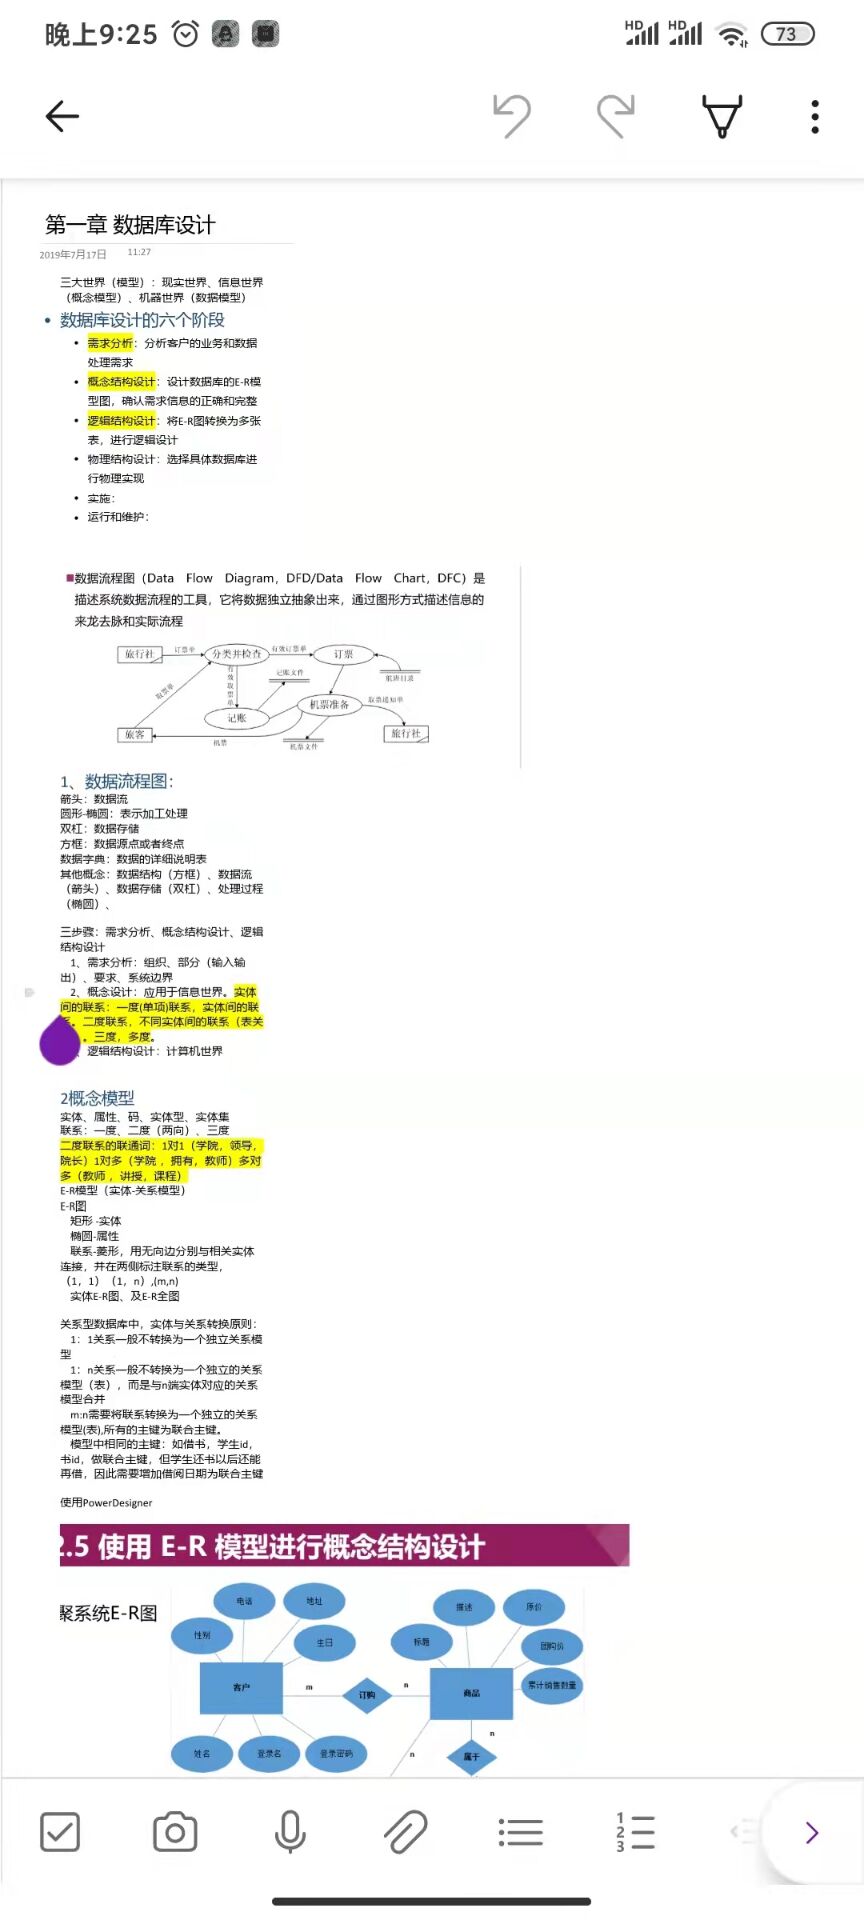 晚上9:25
HD
HD
73
第一章 数据库设计
2019年7月17日 11:27
三大世界（模型）：现实世界、信息世界
（概念模型）、机器世界（数据模型）
• 数据库设计的六个阶段
• 需求分析：分析客户的业务和数据
处理需求
• 概念结构设计：设计数据库的E-R模
型图，确认需求信息的正确和完整
• 逻辑结构设计：将E-R图转换为多张
表，进行逻辑设计
• 物理结构设计：选择具体数据库进
行物理实现
• 实施：
• 运行和维护：
数据流程图（Data Flow Diagram，DFD/Data Flow Chart，DFC）是
描述系统数据流程的工具，它将数据独立抽象出来，通过图形方式描述信息的
来龙去脉和实际流程
旅行社
订票单
分类并检查
有效订票单
订票
航班目录
取票单
有效取票单
记账文件
记账
机票准备
取票通知单
旅客
机票
机票文件
旅行社
1、数据流程图：
箭头：数据流
圆形-椭圆：表示加工处理
双杠：数据存储
方框：数据源点或者终点
数据字典：数据的详细说明表
其他概念：数据结构（方框）、数据流
（箭头）、数据存储（双杠）、处理过程
（椭圆）、
三步骤：需求分析、概念结构设计、逻辑
结构设计
1、需求分析：组织、部分（输入输
出）、要求、系统边界
2、概念设计：应用于信息世界。实体
间的联系：一度(单项)联系，实体间的联
。二度联系，不同实体间的联系（表关
。三度，多度。
逻辑结构设计：计算机世界
2概念模型
实体、属性、码、实体型、实体集
联系：一度、二度（两向）、三度
二度联系的联通词：1对1（学院，领导，
院长）1对多（学院 ，拥有，教师）多对
多（教师 ，讲授，课程）
E-R模型（实体-关系模型）
E-R图
矩形 -实体
椭圆-属性
联系-菱形，用无向边分别与相关实体
连接，并在两侧标注联系的类型，
（1，1）（1，n）,(m,n)
实体E-R图、及E-R全图
关系型数据库中，实体与关系转换原则：
1：1关系一般不转换为一个独立关系模
型
1：n关系一般不转换为一个独立的关系
模型（表），而是与n端实体对应的关系
模型合并
m:n需要将联系转换为一个独立的关系
模型(表),所有的主键为联合主键。
模型中相同的主键：如借书，学生id，
书id，做联合主键，但学生还书以后还能
再借，因此需要增加借阅日期为联合主键
使用PowerDesigner
2.5 使用 E-R 模型进行概念结构设计
聚系统E-R图
电话
地址
性别
生日
客户
姓名
登录名
登录密码
m
订购
n
描述
原价
标题
团购价
商品
累计销售数量
n
n
属于
1
2
3